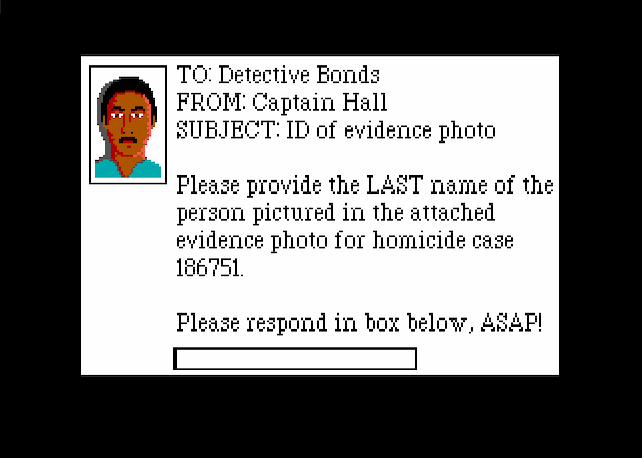 TO: Detective Bonds
FROM: Captain Hall
SUBJECT: ID of evidence photo
Please provide the LAST name of the
person pictured in the attached
evidence photo for homicide case
186751.
Please respond in box below, ASAP!